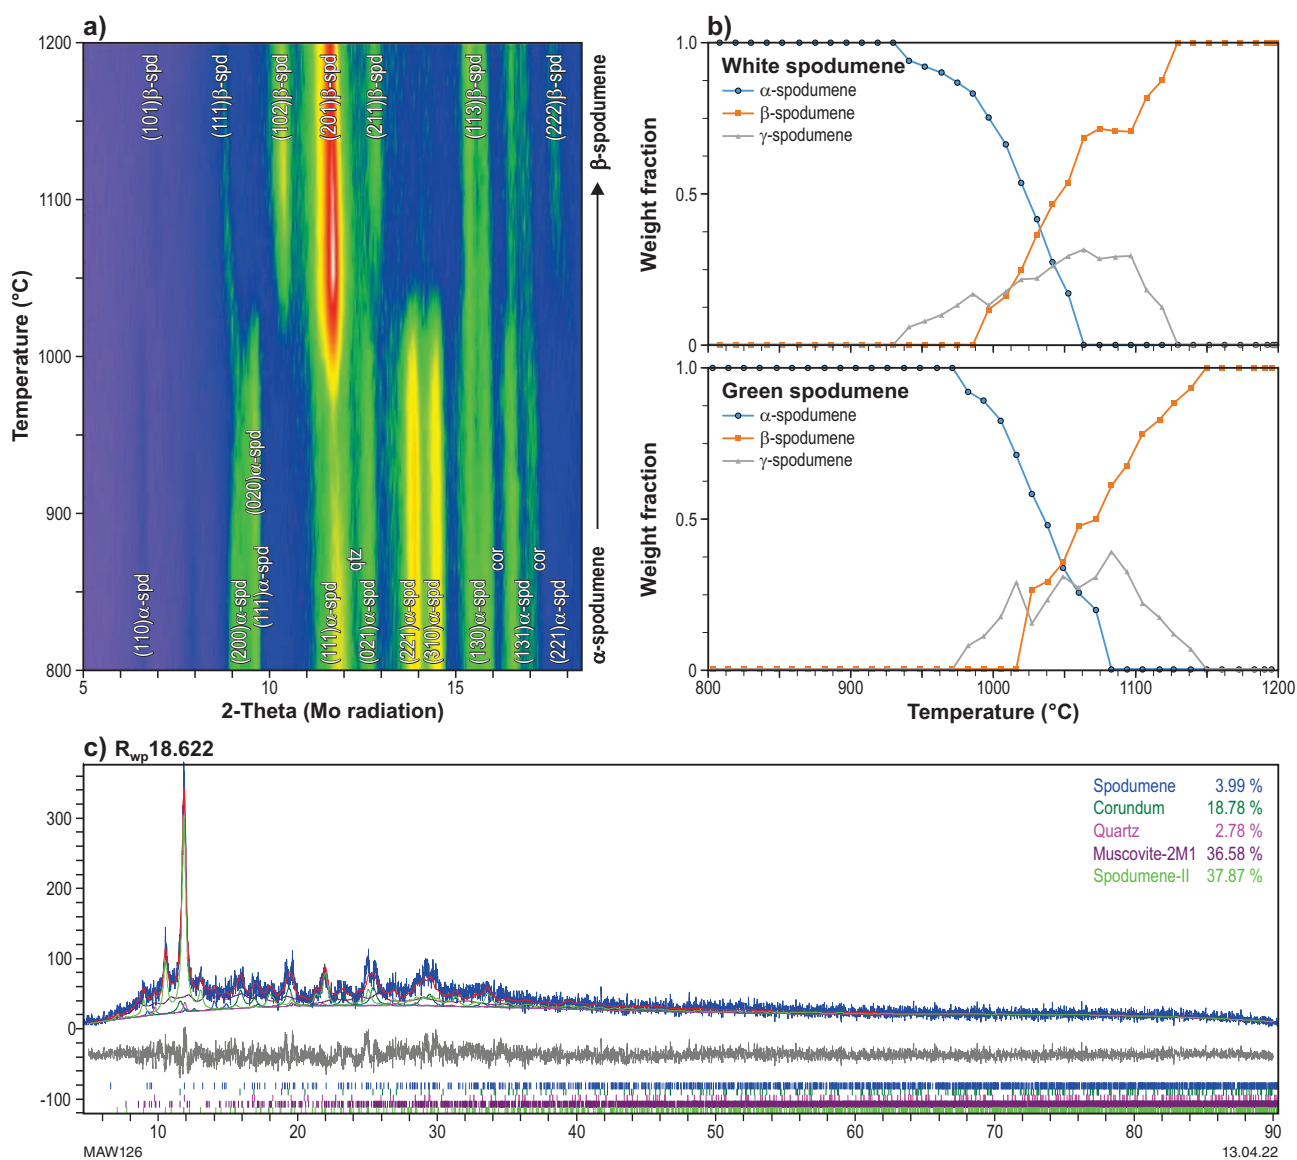 a)
1200
1100
1000
900
800
Temperature (°C)
(101)β-spd
(111)β-spd
(102)β-spd
(201)β-spd
(211)β-spd
(113)β-spd
(222)β-spd
(110)α-spd
(200)α-spd
(111)α-spd
(020)α-spd
(111)α-spd
qtz
(021)α-spd
(221)α-spd
(310)α-spd
(130)α-spd
cor
(131)α-spd
cor
(221)α-spd
α-spodumene
β-spodumene
5
10
15
2-Theta (Mo radiation)
b)
1.0
0.5
0
Weight fraction
White spodumene
α-spodumene
β-spodumene
γ-spodumene
1.0
0.5
0
Weight fraction
Green spodumene
α-spodumene
β-spodumene
γ-spodumene
800
900
1000
1100
1200
Temperature (°C)
c) Rwp18.622
300
200
100
0
-100
Spodumene 3.99 %
Corundum 18.78 %
Quartz 2.78 %
Muscovite-2M1 36.58 %
Spodumene-II 37.87 %
10
20
30
40
50
60
70
80
90
MAW126
13.04.22